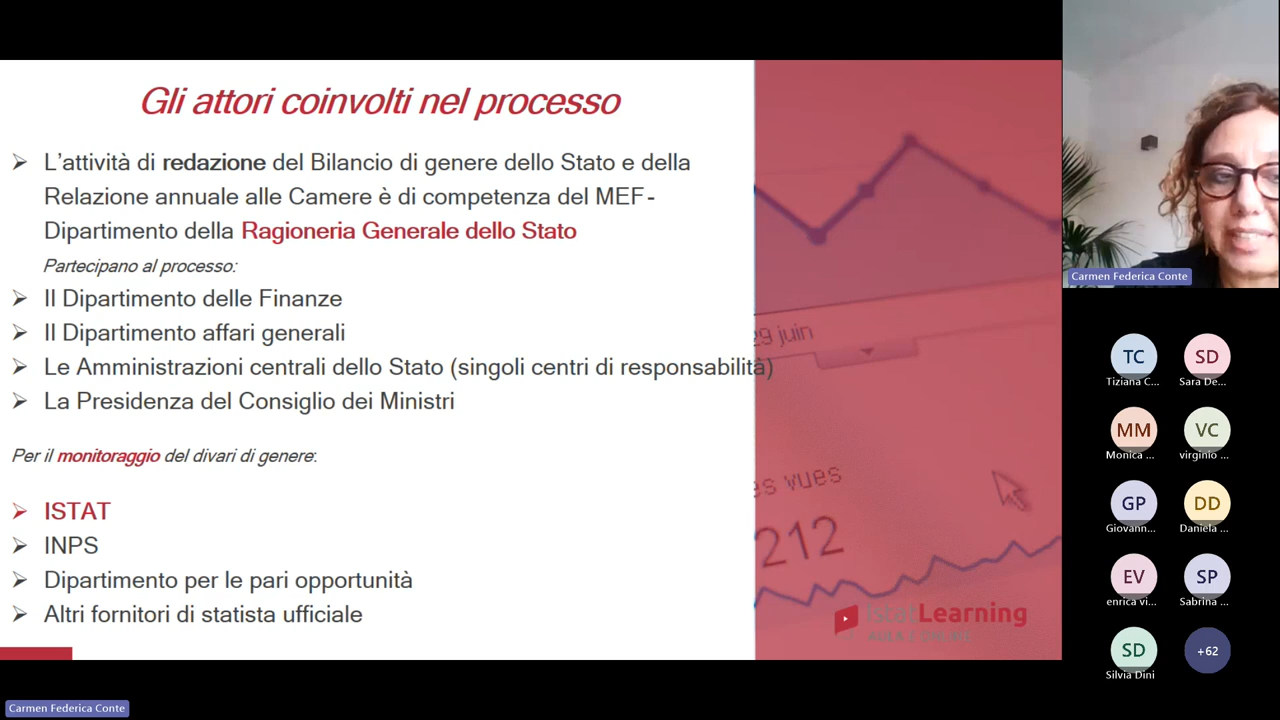 Gli attori coinvolti nel processo
➢ L’attività di redazione del Bilancio di genere dello Stato e della
Relazione annuale alle Camere è di competenza del MEF-
Dipartimento della Ragioneria Generale dello Stato
Partecipano al processo:
➢ Il Dipartimento delle Finanze
➢ Il Dipartimento affari generali
➢ Le Amministrazioni centrali dello Stato (singoli centri di responsabilità)
➢ La Presidenza del Consiglio dei Ministri
Per il monitoraggio del divari di genere:
➢ ISTAT
➢ INPS
➢ Dipartimento per le pari opportunità
➢ Altri fornitori di statista ufficiale
29 juin
es vues
212
istatLearning
Carmen Federica Conte
TC
Tiziana C...
SD
Sara De...
MM
Monica ...
VC
virginio ...
GP
Giovann...
DD
Daniela ...
EV
enrica vi...
SP
Sabrina ...
SD
Silvia Dini
+62
Carmen Federica Conte